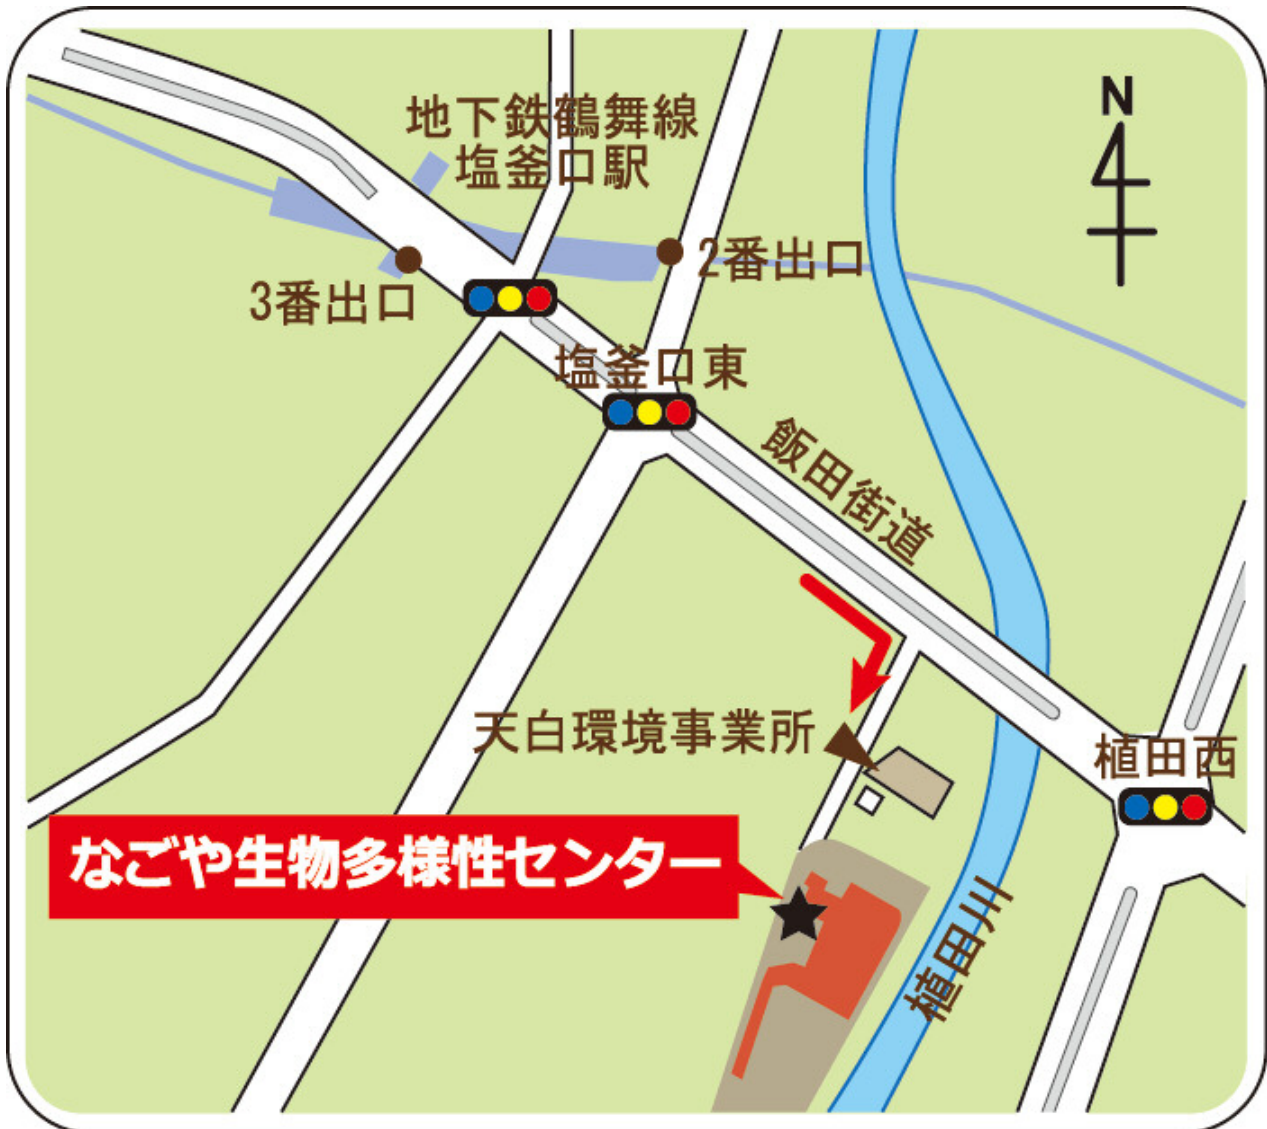 N
地下鉄鶴舞線
塩釜口駅
2番出口
3番出口
塩釜口東
飯田街道
天白環境事業所
植田西
なごや生物多様性センター
植田川